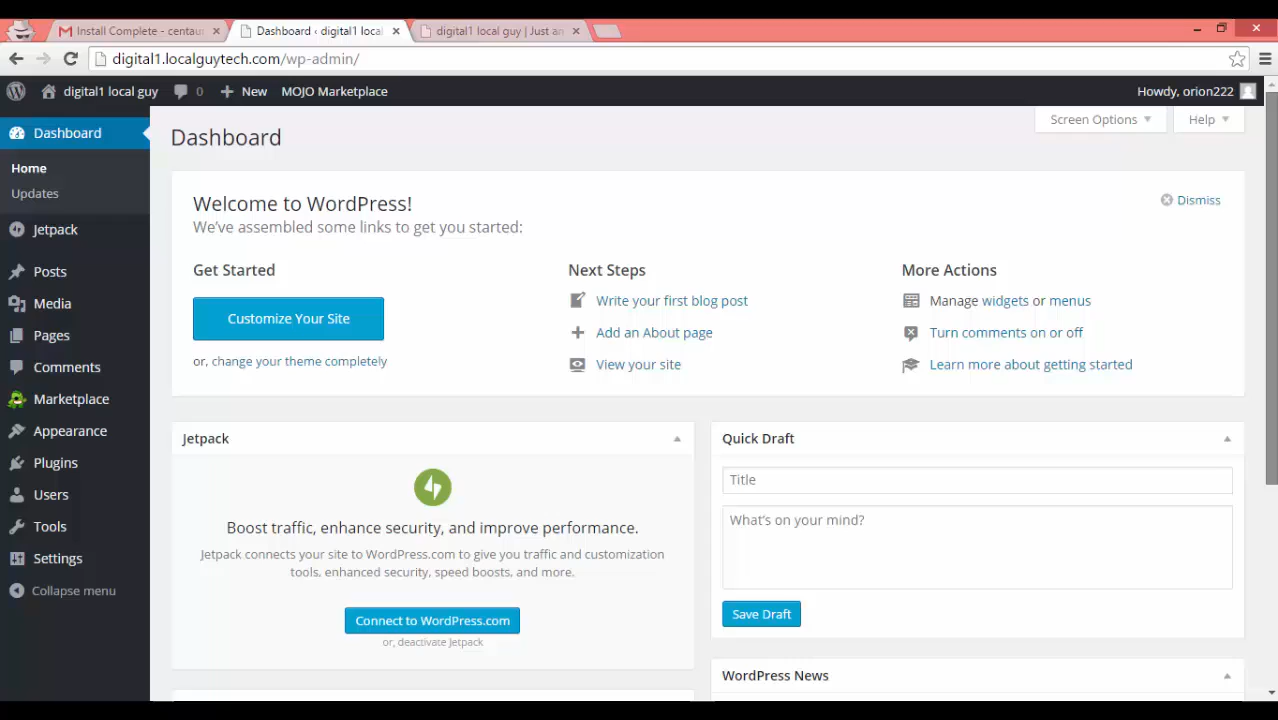 Install Complete - centau
Dashboard ‹ digital1 local
digital1 local guy | Just an
digital1.localguytech.com/wp-admin/
digital1 local guy
0
New
MOJO Marketplace
Howdy, orion222
Dashboard
Home
Updates
Jetpack
Posts
Media
Pages
Comments
Marketplace
Appearance
Plugins
Users
Tools
Settings
Collapse menu
Dashboard
Screen Options
Help
Welcome to WordPress!
We've assembled some links to get you started:
Dismiss
Get Started
Customize Your Site
or, change your theme completely
Next Steps
Write your first blog post
Add an About page
View your site
More Actions
Manage widgets or menus
Turn comments on or off
Learn more about getting started
Jetpack
Boost traffic, enhance security, and improve performance.
Jetpack connects your site to WordPress.com to give you traffic and customization
tools, enhanced security, speed boosts, and more.
Connect to WordPress.com
or, deactivate Jetpack
Quick Draft
Title
What's on your mind?
Save Draft
WordPress News